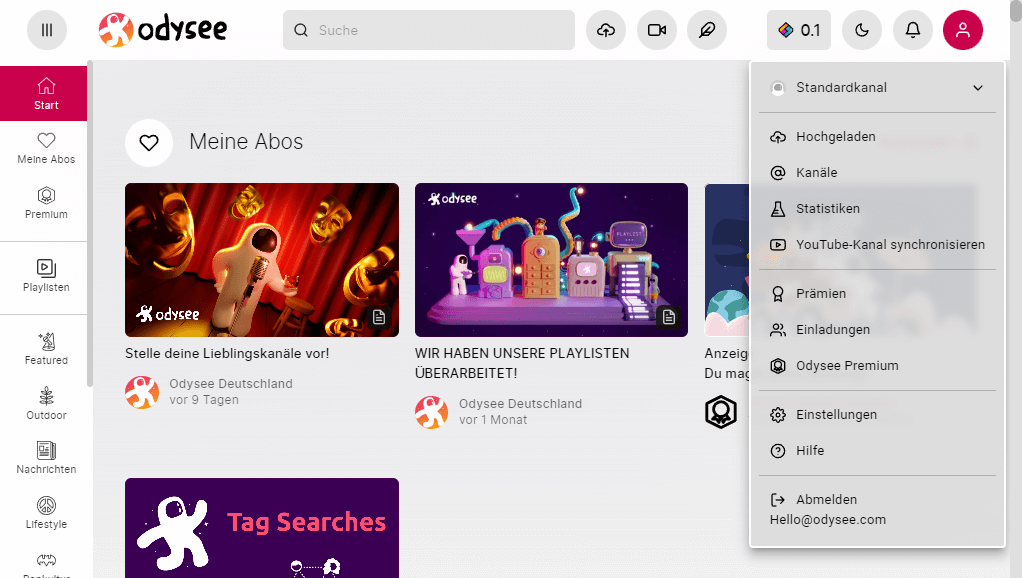 odysee
Suche
0.1
Start
Meine Abos
Premium
Playlisten
Featured
Outdoor
Nachrichten
Lifestyle
Meine Abos
odysee
Stelle deine Lieblingskanäle vor!
Odysee Deutschland
vor 9 Tagen
odysee
PLAYLIST
WIR HABEN UNSERE PLAYLISTEN
ÜBERARBEITET!
Odysee Deutschland
vor 1 Monat
Anzeig
Du mag
Tag Searches
Standardkanal
Hochgeladen
Kanäle
Statistiken
YouTube-Kanal synchronisieren
Prämien
Einladungen
Odysee Premium
Einstellungen
Hilfe
Abmelden
Hello@odysee.com